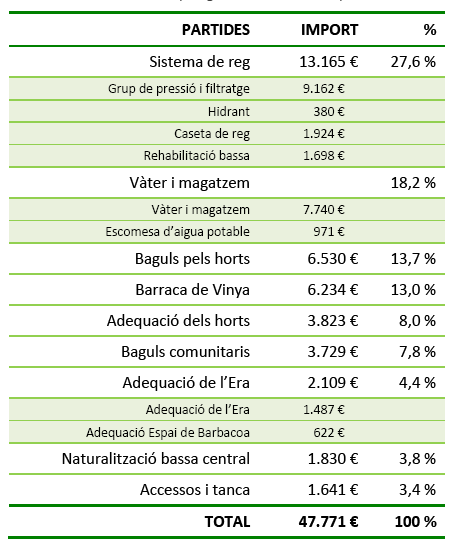 PARTIDES IMPORT %
Sistema de reg 13.165 € 27,6 %
Grup de pressió i filtratge 9.162 €
Hidrant 380 €
Caseta de reg 1.924 €
Rehabilitació bassa 1.698 €
Vàter i magatzem 18,2 %
Vàter i magatzem 7.740 €
Escomesa d'aigua potable 971 €
Baguls pels horts 6.530 € 13,7 %
Barraca de Vinya 6.234 € 13,0 %
Adequació dels horts 3.823 € 8,0 %
Baguls comunitaris 3.729 € 7,8 %
Adequació de l'Era 2.109 € 4,4 %
Adequació de l'Era 1.487 €
Adequació Espai de Barbacoa 622 €
Naturalització bassa central 1.830 € 3,8 %
Accessos i tanca 1.641 € 3,4 %
TOTAL 47.771 € 100 %